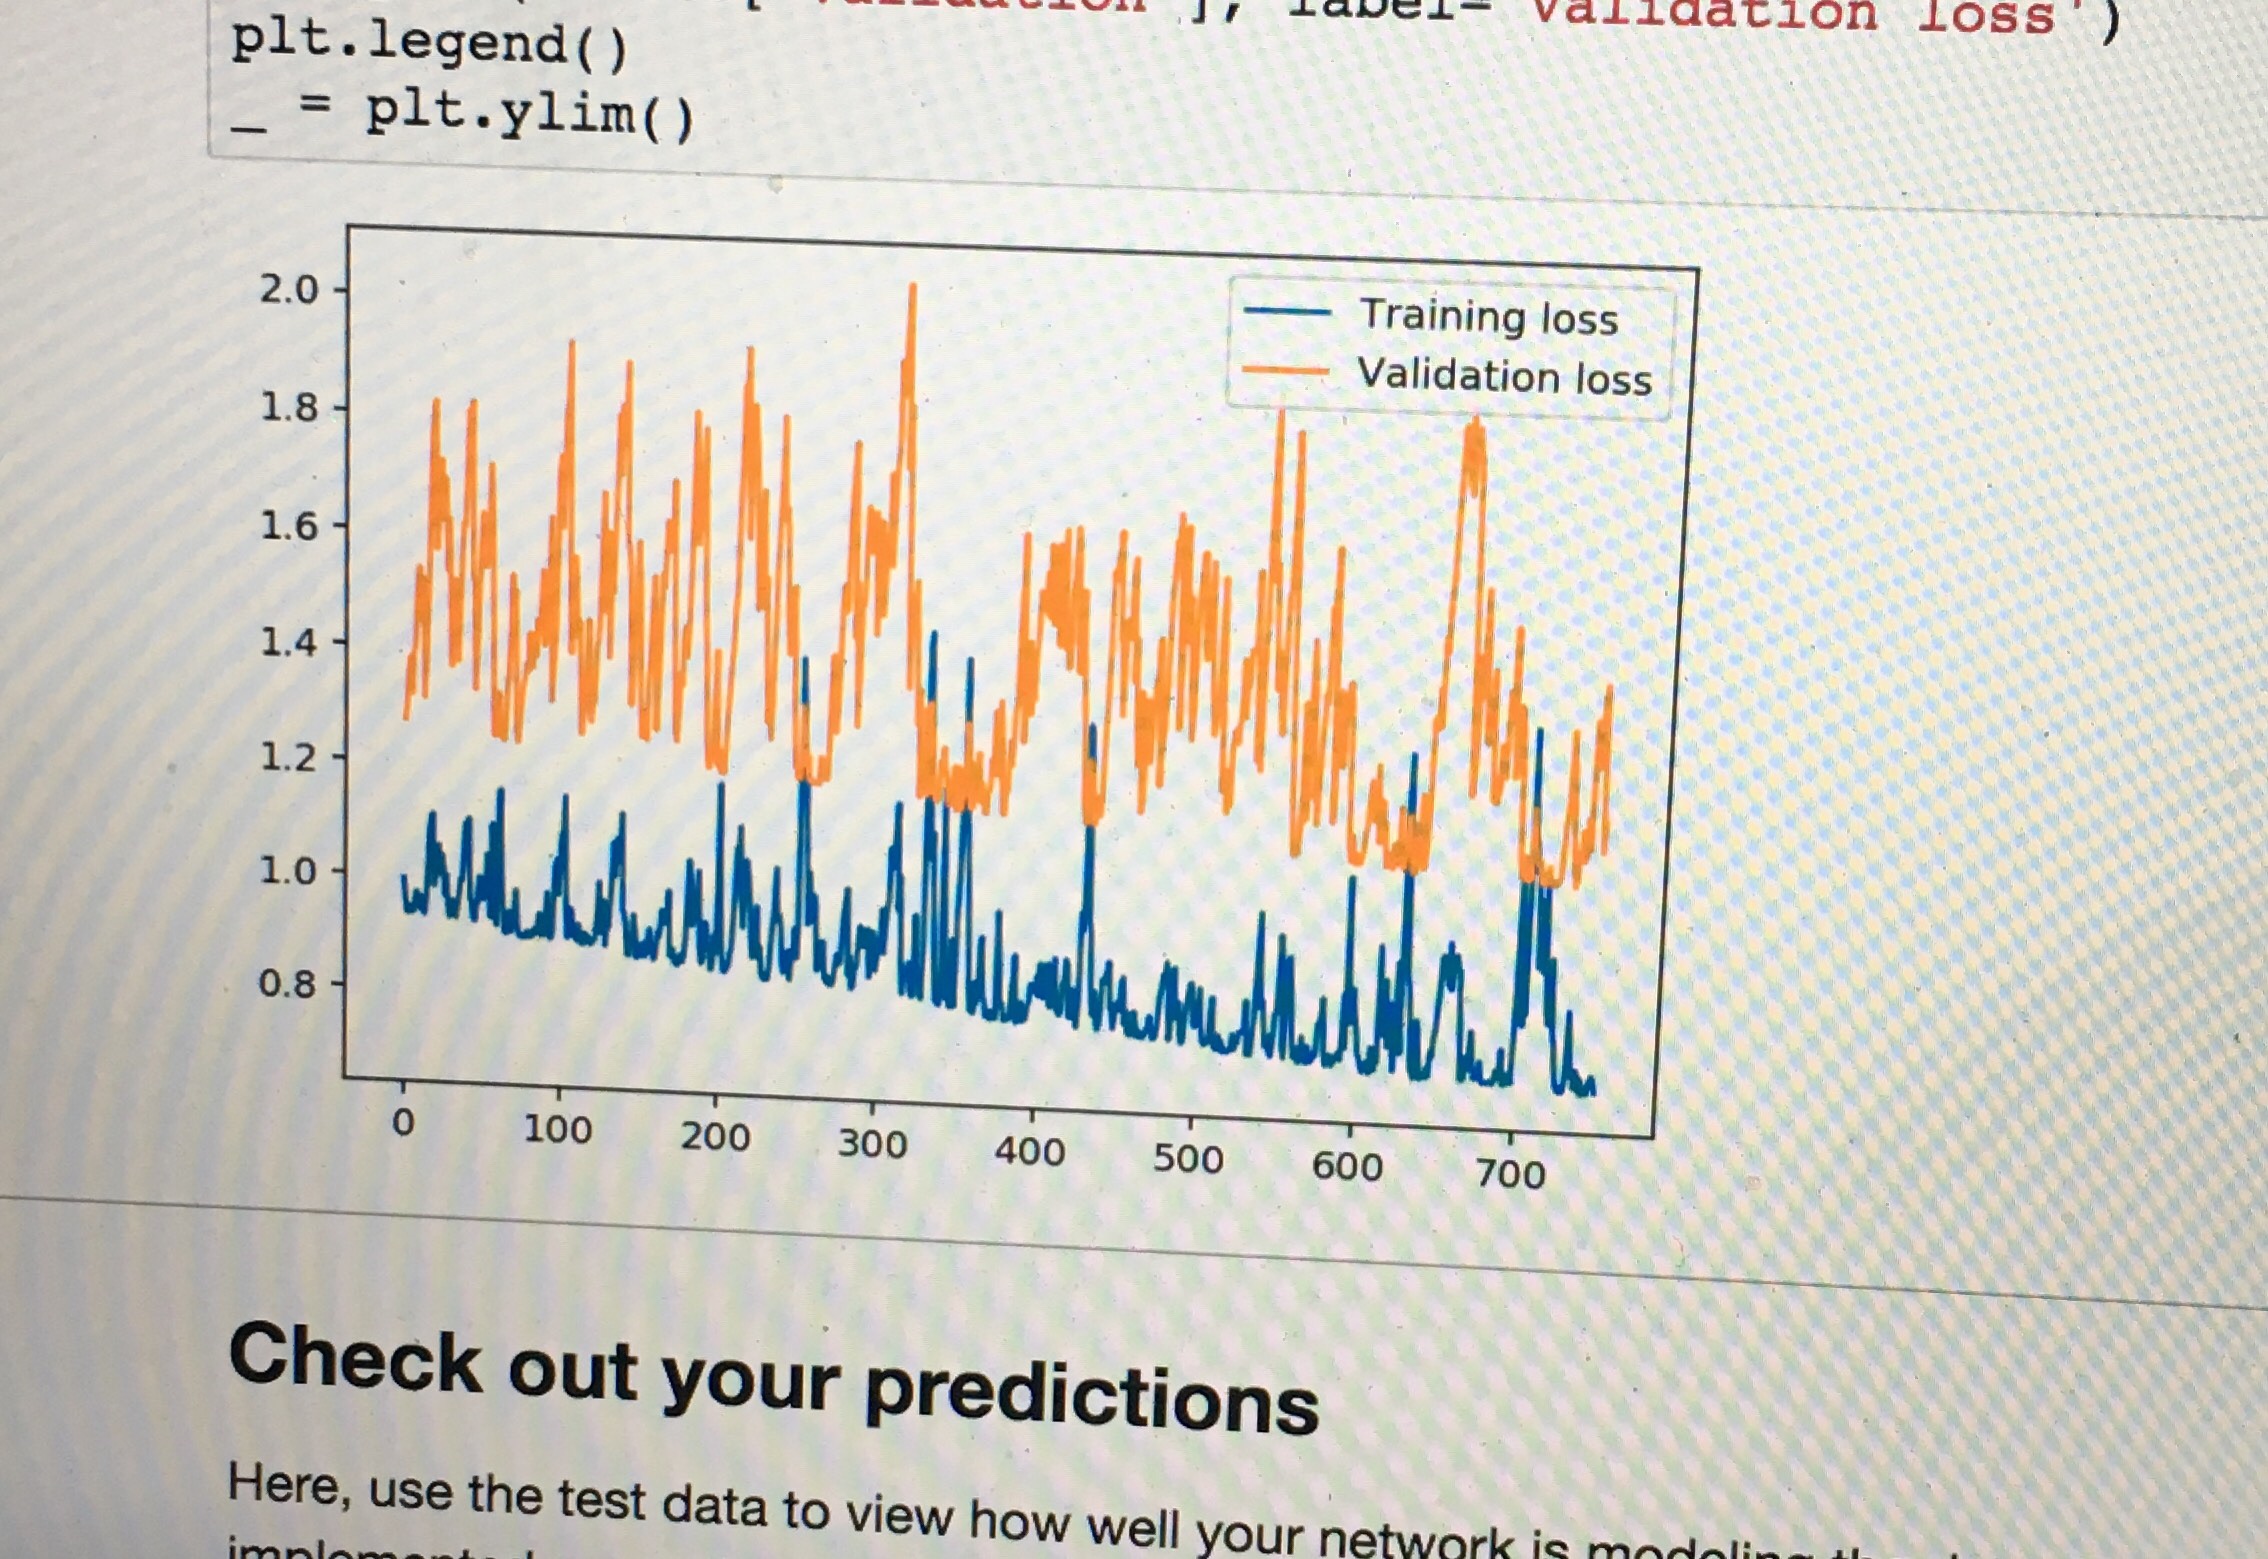 validation'], label='Validation loss')
plt.legend()
_ = plt.ylim()
2.0
1.8
1.6
1.4
1.2
1.0
0.8
Training loss
Validation loss
0 100 200 300 400 500 600 700
Check out your predictions
Here, use the test data to view how well your network is modeling